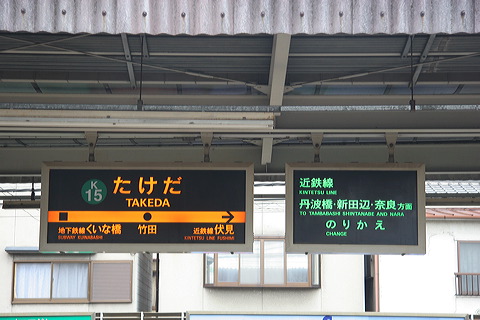 K
15
たけだ
TAKEDA
地下鉄線くいな橋 竹田 近鉄線伏見
SUBWAY KUINABASHI KINTETSU LINE FUSHIMI
近鉄線
KINTETSU LINE
丹波橋・新田辺・奈良方面
TO TAMBABASHI SHINTANABE AND NARA
のりかえ
CHANGE